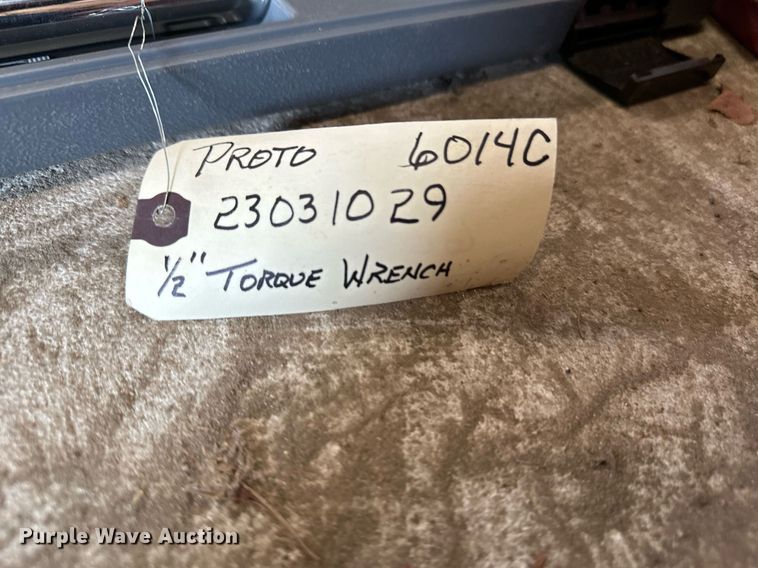 PROTO 6014C
23031029
1/2" TORQUE WRENCH
Purple Wave Auction